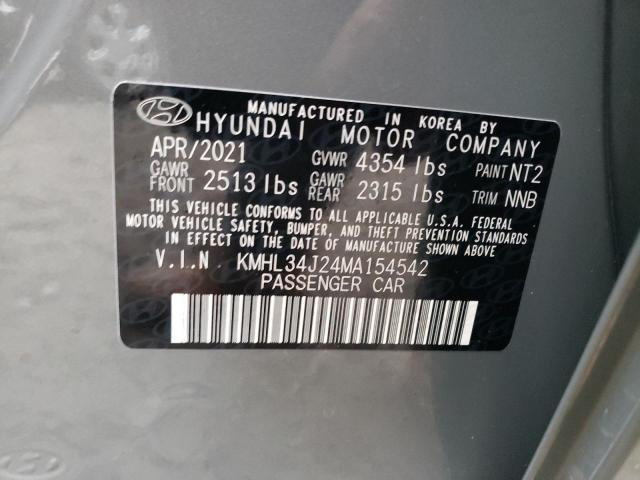 MANUFACTURED IN KOREA BY
HYUNDAI MOTOR COMPANY
APR/2021 GVWR 4354 lbs PAINT NT2
GAWR FRONT 2513 lbs GAWR REAR 2315 lbs TRIM NNB
THIS VEHICLE CONFORMS TO ALL APPLICABLE U.S.A. FEDERAL
MOTOR VEHICLE SAFETY, BUMPER, AND THEFT PREVENTION STANDARDS
IN EFFECT ON THE DATE OF MANUFACTURE SHOWN ABOVE
V.I.N KMHL34J24MA154542
PASSENGER CAR